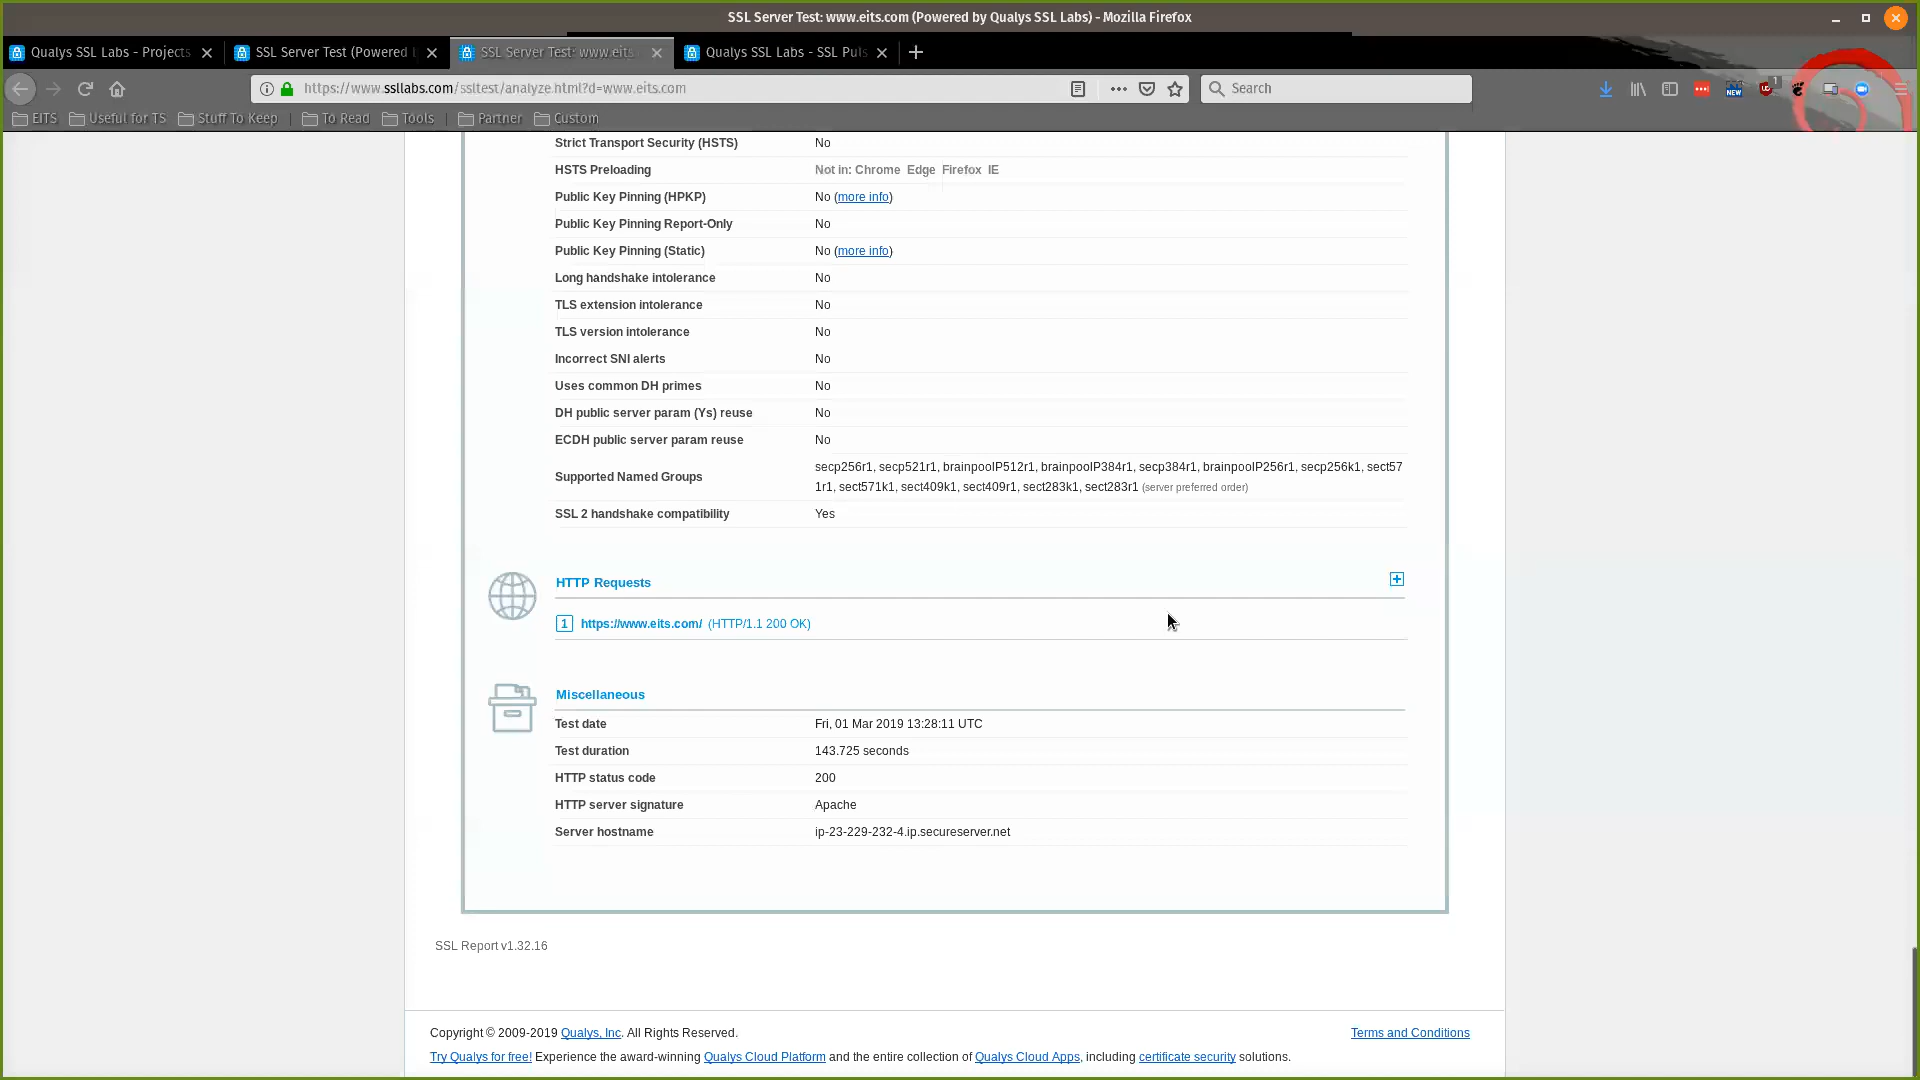 SSL Server Test: www.eits.com (Powered by Qualys SSL Labs) - Mozilla Firefox
Qualys SSL Labs - Projects
SSL Server Test (Powered
SSL Server Test: www.eits
Qualys SSL Labs - SSL Puls
https://www.ssllabs.com/ssltest/analyze.html?d=www.eits.com
Search
NEW
1
EITS
Useful for TS
Stuff To Keep
To Read
Tools
Partner
Custom
Strict Transport Security (HSTS) No
HSTS Preloading Not in: Chrome Edge Firefox IE
Public Key Pinning (HPKP) No (more info)
Public Key Pinning Report-Only No
Public Key Pinning (Static) No (more info)
Long handshake intolerance No
TLS extension intolerance No
TLS version intolerance No
Incorrect SNI alerts No
Uses common DH primes No
DH public server param (Ys) reuse No
ECDH public server param reuse No
Supported Named Groups
secp256r1, secp521r1, brainpoolP512r1, brainpoolP384r1, secp384r1, brainpoolP256r1, secp256k1, sect57
1r1, sect571k1, sect409k1, sect409r1, sect283k1, sect283r1 (server preferred order)
SSL 2 handshake compatibility Yes
HTTP Requests
1 https://www.eits.com/ (HTTP/1.1 200 OK)
Miscellaneous
Test date Fri, 01 Mar 2019 13:28:11 UTC
Test duration 143.725 seconds
HTTP status code 200
HTTP server signature Apache
Server hostname ip-23-229-232-4.ip.secureserver.net
SSL Report v1.32.16
Copyright © 2009-2019 Qualys, Inc. All Rights Reserved.
Terms and Conditions
Try Qualys for free! Experience the award-winning Qualys Cloud Platform and the entire collection of Qualys Cloud Apps, including certificate security solutions.